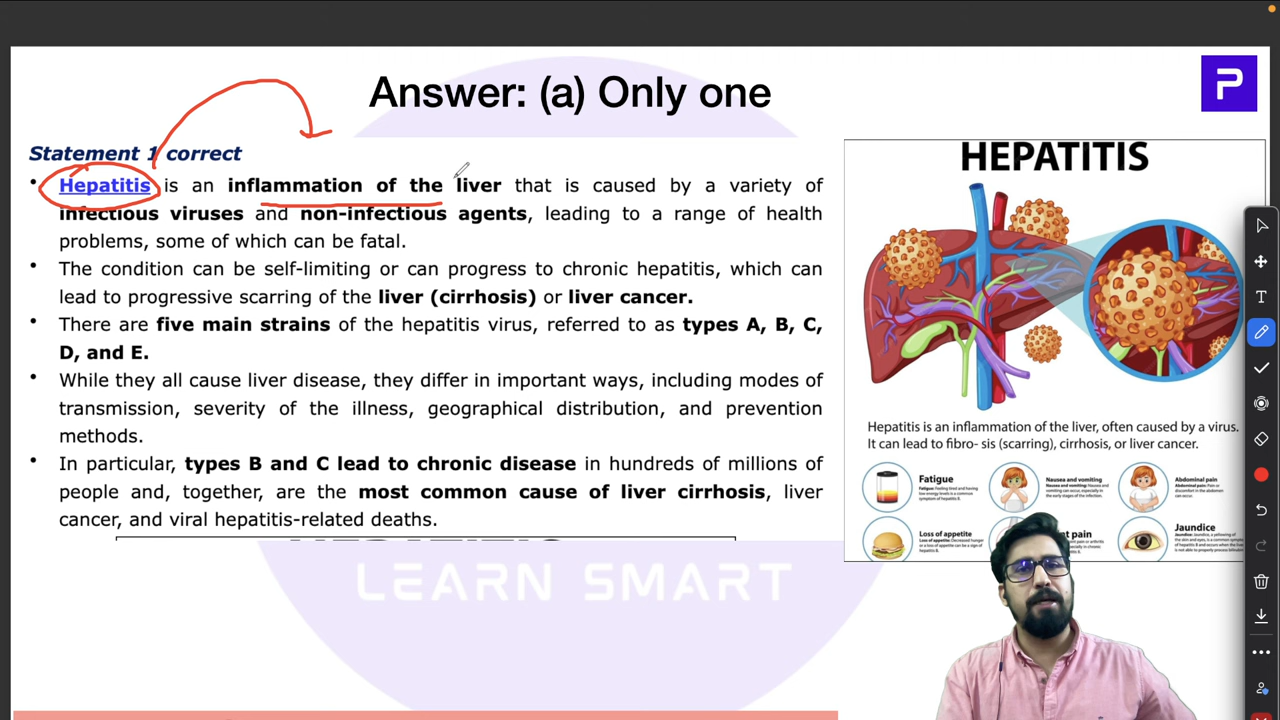 Answer: (a) Only one
P
Statement 1 correct
• Hepatitis is an inflammation of the liver that is caused by a variety of
infectious viruses and non-infectious agents, leading to a range of health
problems, some of which can be fatal.
• The condition can be self-limiting or can progress to chronic hepatitis, which can
lead to progressive scarring of the liver (cirrhosis) or liver cancer.
• There are five main strains of the hepatitis virus, referred to as types A, B, C,
D, and E.
• While they all cause liver disease, they differ in important ways, including modes of
transmission, severity of the illness, geographical distribution, and prevention
methods.
• In particular, types B and C lead to chronic disease in hundreds of millions of
people and, together, are the most common cause of liver cirrhosis, liver
cancer, and viral hepatitis-related deaths.
LEARN SMART
HEPATITIS
Hepatitis is an inflammation of the liver, often caused by a virus.
It can lead to fibro- sis (scarring), cirrhosis, or liver cancer.
Fatigue
Nausea and vomiting
Abdominal pain
Loss of appetite
pain
Jaundice
T